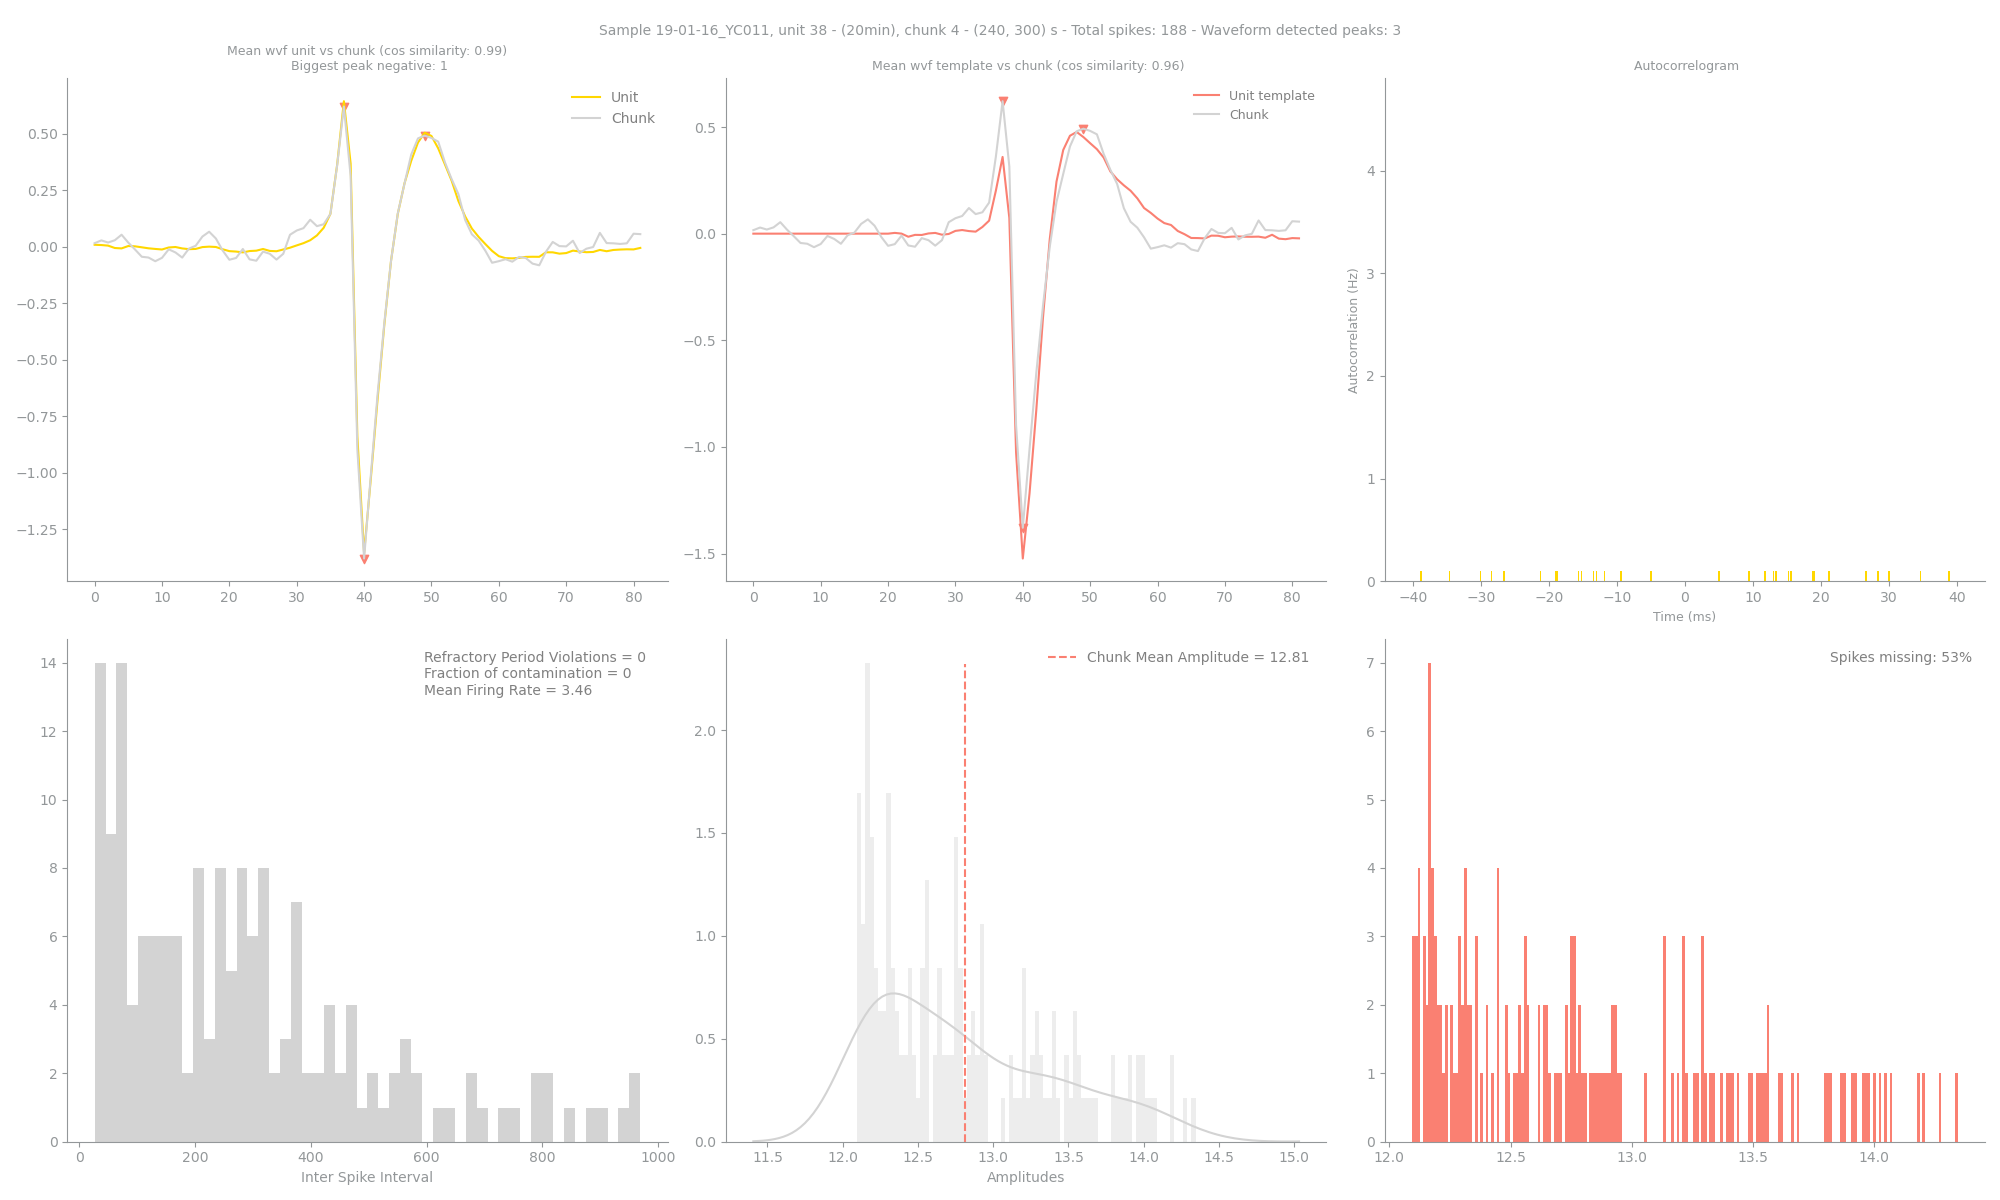 Sample 19-01-16_YC011, unit 38 - (20min), chunk 4 - (240, 300) s - Total spikes: 188 - Waveform detected peaks: 3
Mean wvf unit vs chunk (cos similarity: 0.99)
Biggest peak negative: 1
Unit
Chunk
0.50
0.25
0.00
−0.25
−0.50
−0.75
−1.00
−1.25
0 10 20 30 40 50 60 70 80
Mean wvf template vs chunk (cos similarity: 0.96)
Unit template
Chunk
0.5
0.0
−0.5
−1.0
−1.5
0 10 20 30 40 50 60 70 80
Autocorrelogram
Autocorrelation (Hz)
4
3
2
1
0
−40 −30 −20 −10 0 10 20 30 40
Time (ms)
Refractory Period Violations = 0
Fraction of contamination = 0
Mean Firing Rate = 3.46
14
12
10
8
6
4
2
0
0 200 400 600 800 1000
Inter Spike Interval
Chunk Mean Amplitude = 12.81
2.0
1.5
1.0
0.5
0.0
11.5 12.0 12.5 13.0 13.5 14.0 14.5 15.0
Amplitudes
Spikes missing: 53%
7
6
5
4
3
2
1
0
12.0 12.5 13.0 13.5 14.0